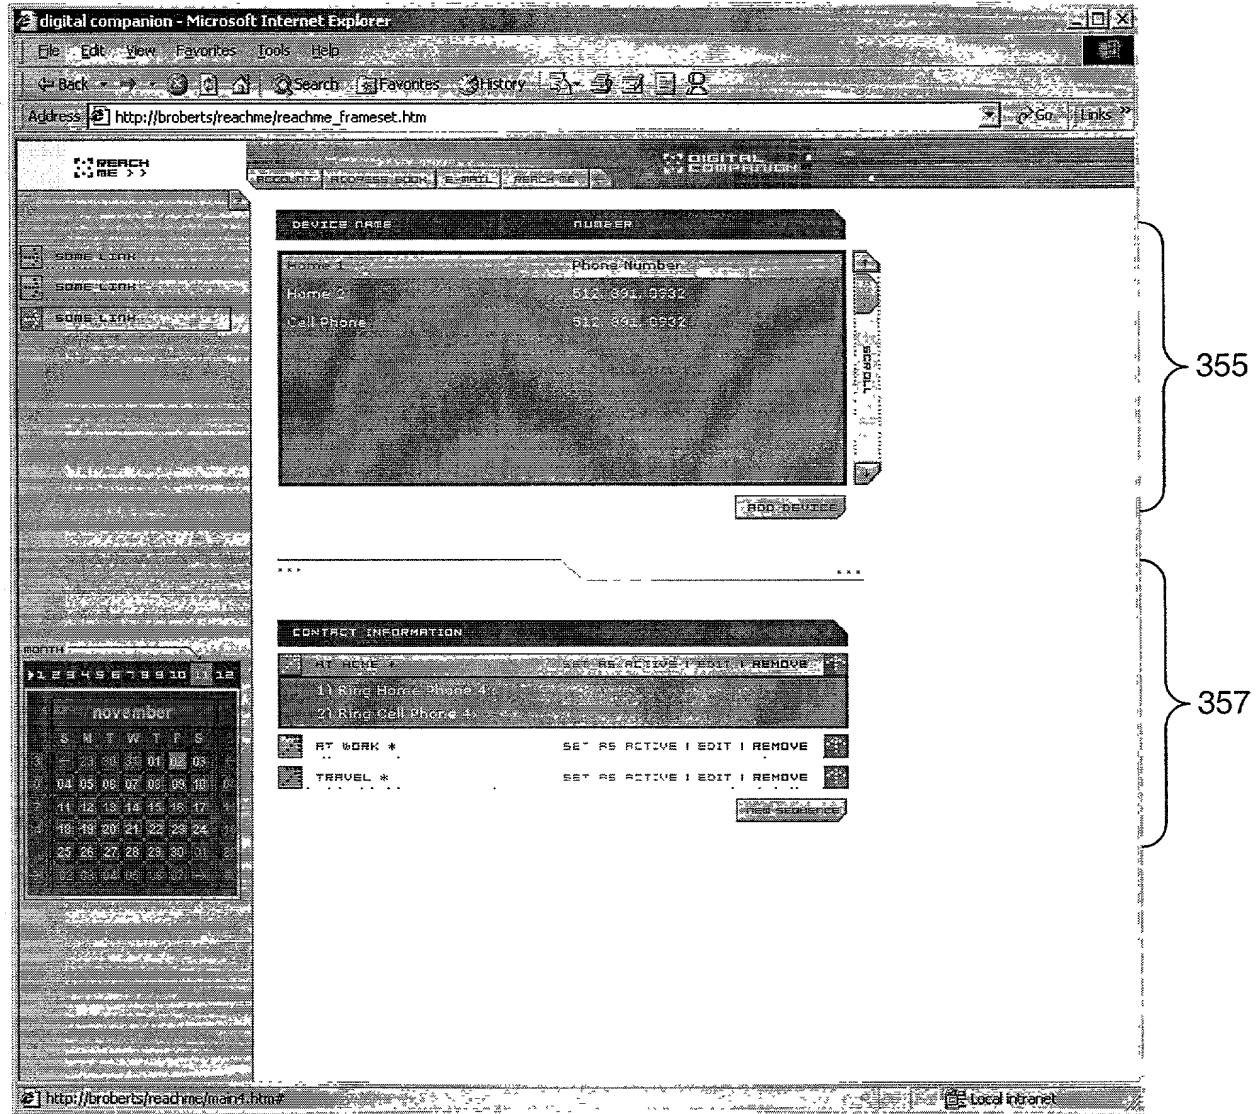 digital companion - Microsoft Internet Explorer
File Edit View Favorites Tools Help
Back Search Favorites History
Address http://broberts/reachme/reachme_frameset.htm Go Links »
REACH
ME >>
DIGITAL
COMPANION
ACCOUNT ADDRESS BOOK E-MAIL REACH ME
DEVICE NAME NUMBER
SOME LINK
SOME LINK
SOME LINK
Home 1 Phone Number
Home 2 512.391.0932
Cell Phone 512.391.0932
SCROLL
355
ADD DEVICE
CONTACT INFORMATION
AT HOME * SET AS ACTIVE | EDIT | REMOVE
1) Ring Home Phone 4x
2) Ring Cell Phone 4x
AT WORK * SET AS ACTIVE | EDIT | REMOVE
TRAVEL * SET AS ACTIVE | EDIT | REMOVE
NEW SEQUENCE
357
MONTH
1 2 3 4 5 6 7 8 9 10 11 12
november
S M T W T F S
01 02 03
04 05 06 07 08 09 10
11 12 13 14 15 16 17
18 19 20 21 22 23 24
25 26 27 28 29 30
http://broberts/reachme/main4.htm# Local intranet